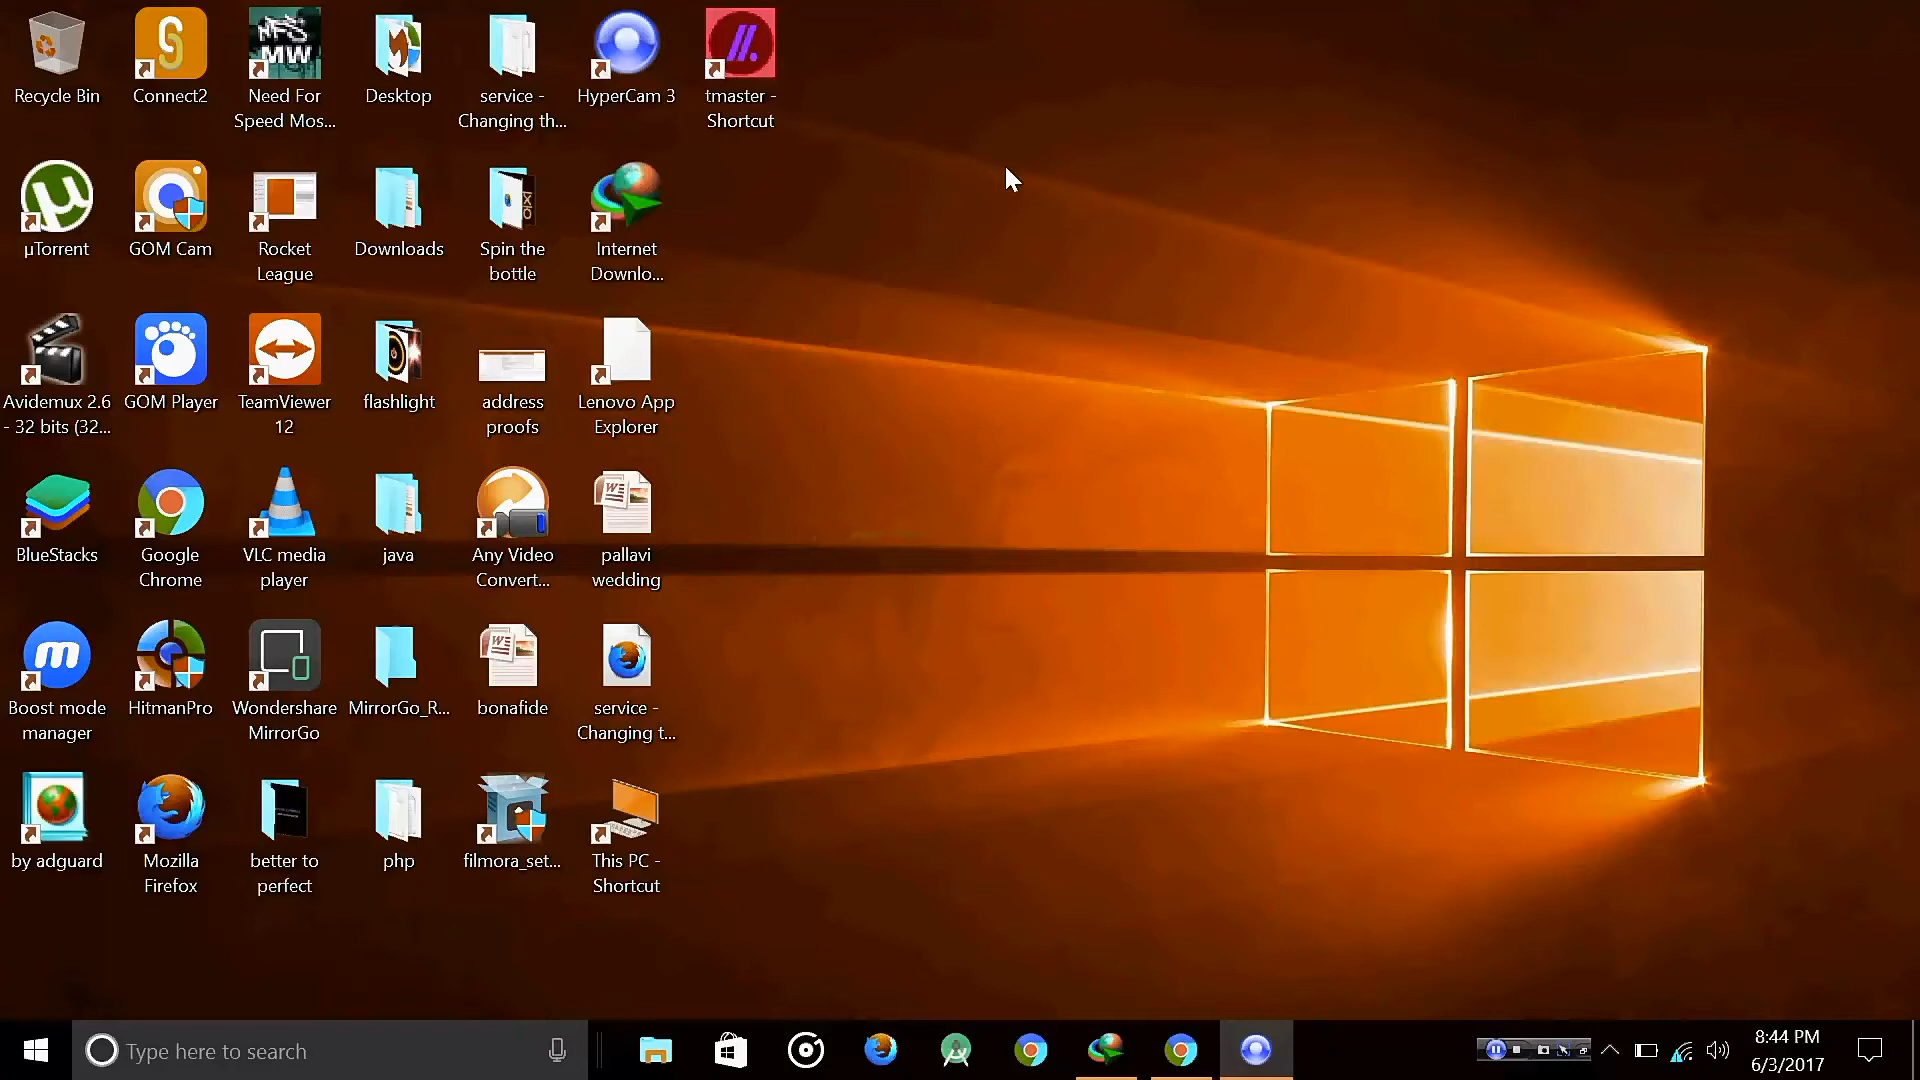 Recycle Bin
Connect2
Need For
Speed Mos...
Desktop
service -
Changing th...
HyperCam 3
tmaster -
Shortcut
µTorrent
GOM Cam
Rocket
League
Downloads
Spin the
bottle
Internet
Downlo...
Avidemux 2.6
- 32 bits (32...
GOM Player
TeamViewer
12
flashlight
address
proofs
Lenovo App
Explorer
BlueStacks
Google
Chrome
VLC media
player
java
Any Video
Convert...
pallavi
wedding
Boost mode
manager
HitmanPro
Wondershare
MirrorGo
MirrorGo_R...
bonafide
service -
Changing t...
by adguard
Mozilla
Firefox
better to
perfect
php
filmora_set...
This PC -
Shortcut
Type here to search
8:44 PM
6/3/2017